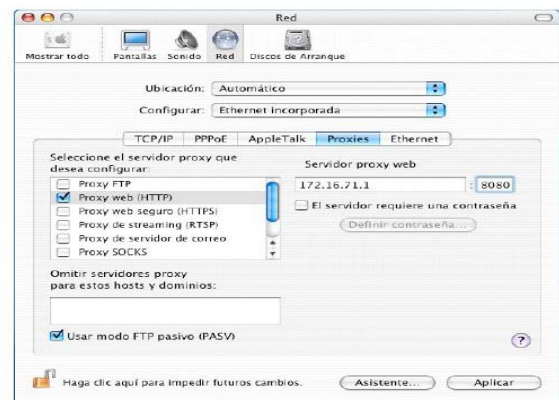 Red
Mostrar todo Pantallas Sonido Red Discos de Arranque
Ubicación: Automático
Configurar: Ethernet incorporada
TCP/IP PPPoE AppleTalk Proxies Ethernet
Seleccione el servidor proxy que
desea configurar:
Proxy FTP
Proxy web (HTTP)
Proxy web seguro (HTTPS)
Proxy de streaming (RTSP)
Proxy de servidor de correo
Proxy SOCKS
Servidor proxy web
172.16.71.1 : 8080
El servidor requiere una contraseña
Definir contraseña...
Omitir servidores proxy
para estos hosts y dominios:
Usar modo FTP pasivo (PASV)
?
Haga clic aquí para impedir futuros cambios.
Asistente... Aplicar